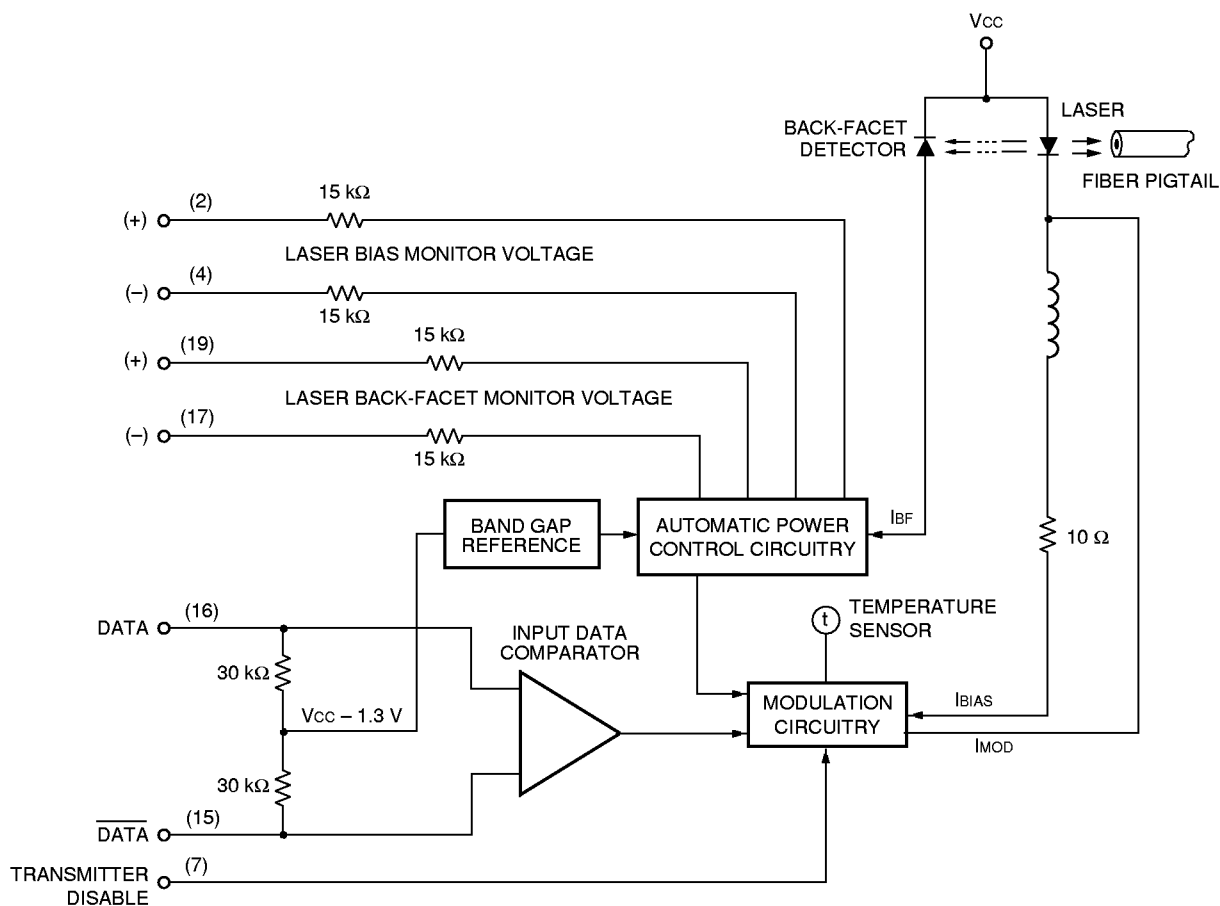 VCC
LASER
BACK-FACET
DETECTOR
FIBER PIGTAIL
(+) (2) 15 kΩ
LASER BIAS MONITOR VOLTAGE
(–) (4)
15 kΩ
15 kΩ
(+) (19)
LASER BACK-FACET MONITOR VOLTAGE
(–) (17)
15 kΩ
BAND GAP
REFERENCE
AUTOMATIC POWER
CONTROL CIRCUITRY
IBF
10 Ω
DATA (16)
30 kΩ
INPUT DATA
COMPARATOR
t
TEMPERATURE
SENSOR
VCC – 1.3 V
MODULATION
CIRCUITRY
IBIAS
IMOD
30 kΩ
DATA (15)
TRANSMITTER
DISABLE
(7)